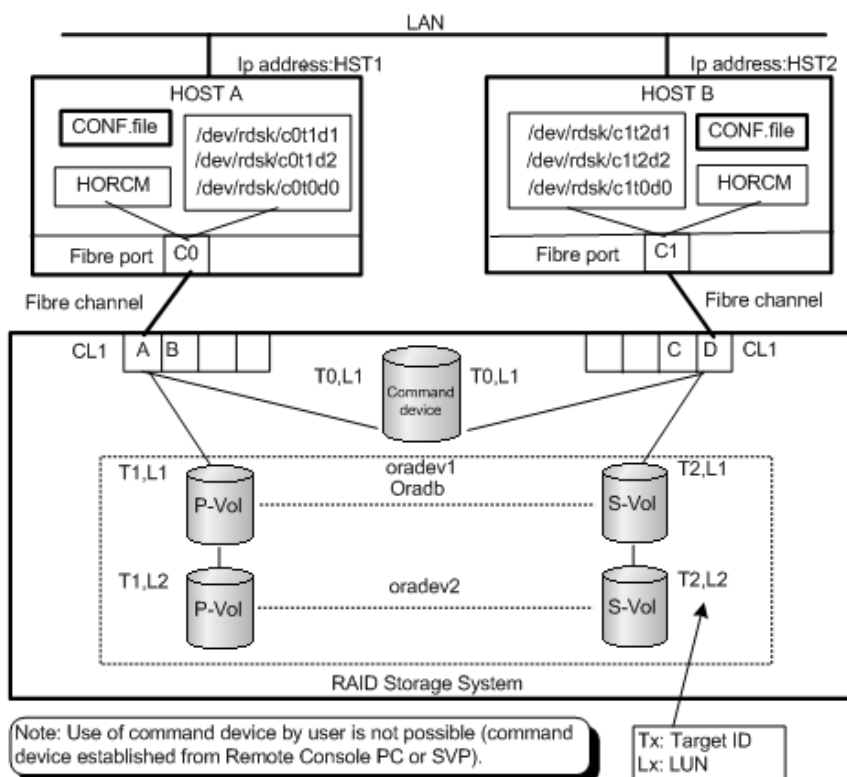 LAN
Ip address:HST1
Ip address:HST2
HOST A
HOST B
CONF.file
/dev/rdsk/c0t1d1
/dev/rdsk/c0t1d2
/dev/rdsk/c0t0d0
HORCM
/dev/rdsk/c1t2d1
/dev/rdsk/c1t2d2
/dev/rdsk/c1t0d0
CONF.file
HORCM
Fibre port
C0
Fibre port
C1
Fibre channel
Fibre channel
CL1
A
B
C
D
CL1
T0,L1
Command
device
T0,L1
T1,L1
P-Vol
oradev1
Oradb
T2,L1
S-Vol
T1,L2
P-Vol
oradev2
T2,L2
S-Vol
RAID Storage System
Note: Use of command device by user is not possible (command
device established from Remote Console PC or SVP).
Tx: Target ID
Lx: LUN